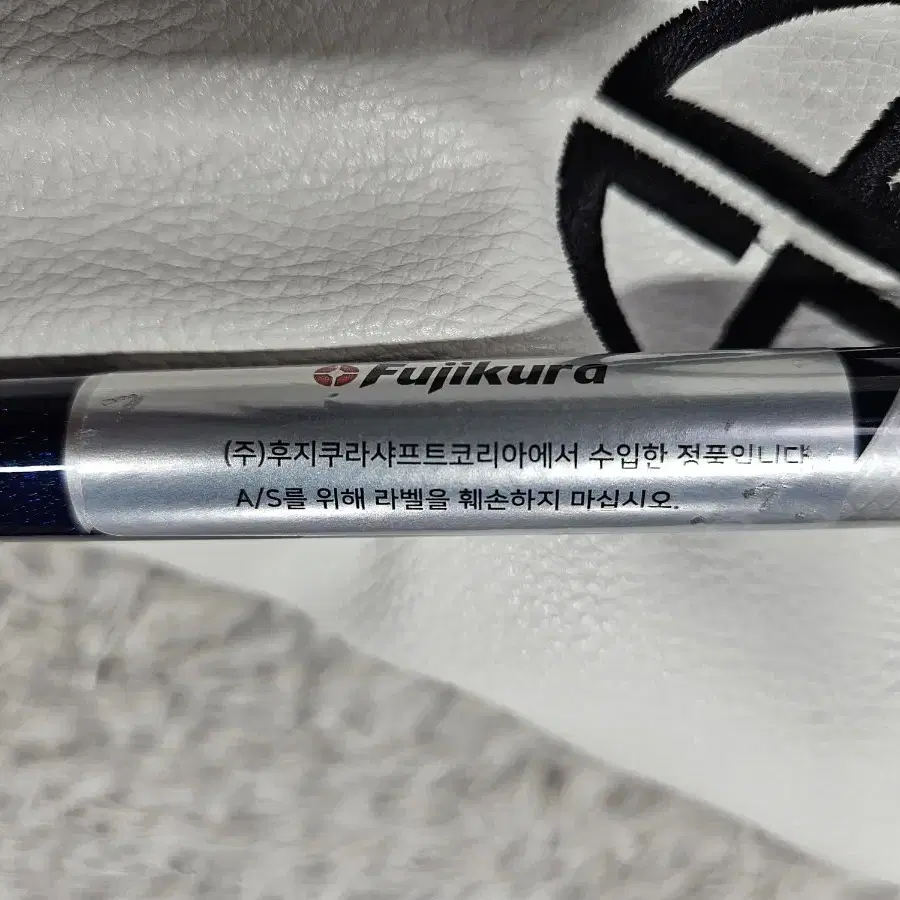 Fujikura
(주)후지쿠라샤프트코리아에서 수입한 정품입니다.
A/S를 위해 라벨을 훼손하지 마십시오.